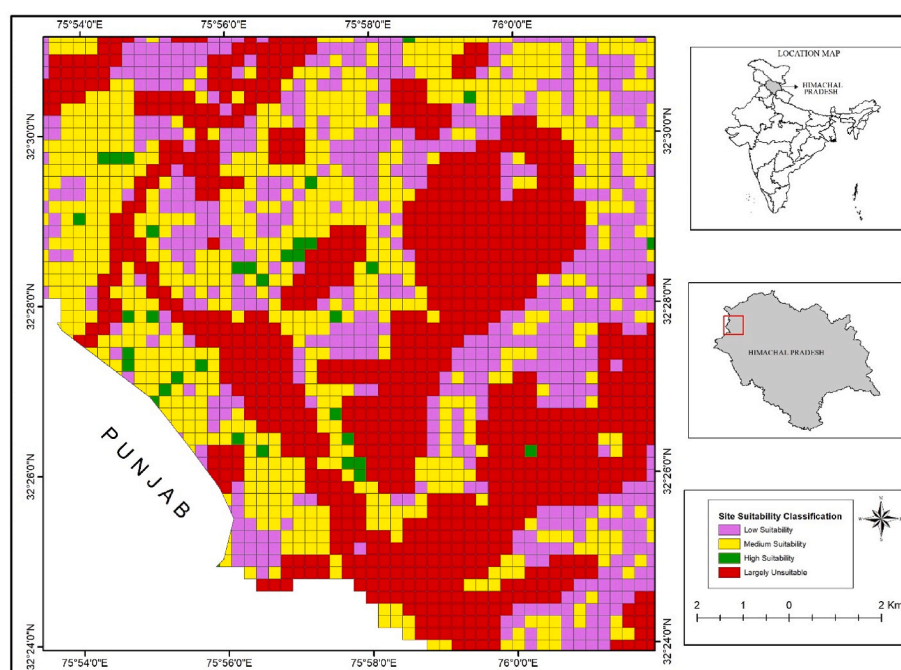 75°54'0"E 75°56'0"E 75°58'0"E 76°0'0"E
32°30'0"N
32°28'0"N
32°26'0"N
32°24'0"N
32°30'0"N
32°28'0"N
32°26'0"N
32°24'0"N
75°54'0"E 75°56'0"E 75°58'0"E 76°0'0"E
PUNJAB
LOCATION MAP
HIMACHAL
PRADESH
HIMACHAL PRADESH
N
W
E
S
Site Suitability Classification
Low Suitability
Medium Suitability
High Suitability
Largely Unsuitable
2 1 0 2 Km